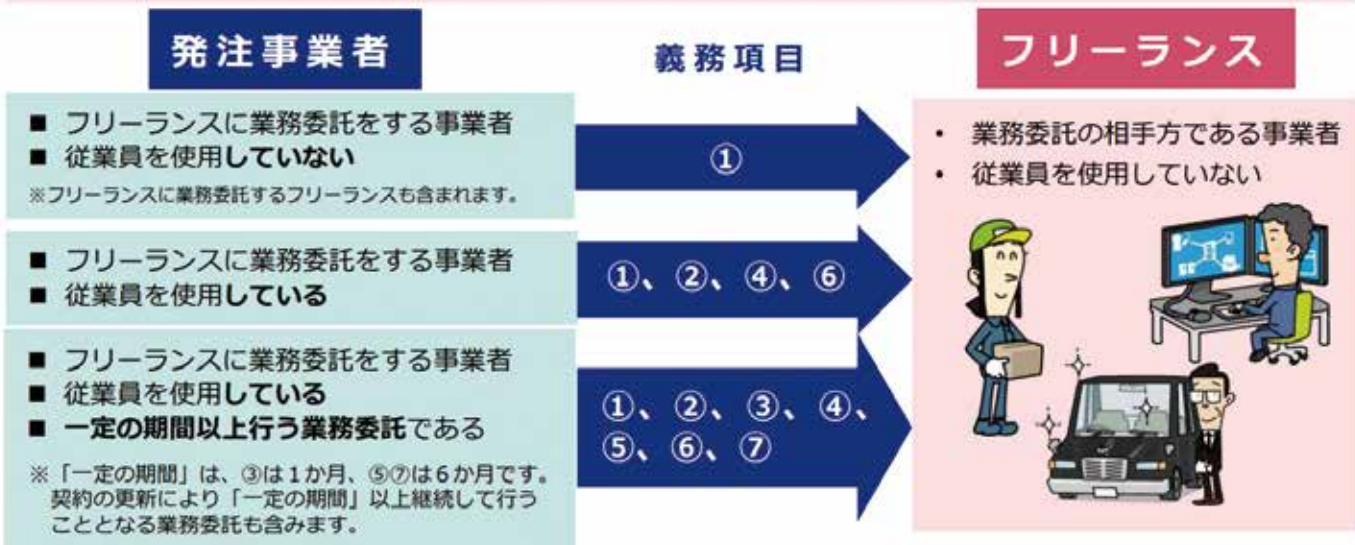 発注事業者
義務項目
フリーランス
■ フリーランスに業務委託をする事業者
■ 従業員を使用していない
※フリーランスに業務委託するフリーランスも含まれます。
①
・ 業務委託の相手方である事業者
・ 従業員を使用していない
■ フリーランスに業務委託をする事業者
■ 従業員を使用している
①、②、④、⑥
■ フリーランスに業務委託をする事業者
■ 従業員を使用している
■ 一定の期間以上行う業務委託である
※「一定の期間」は、③は1か月、⑤⑦は6か月です。
契約の更新により「一定の期間」以上継続して行う
こととなる業務委託も含みます。
①、②、③、④、
⑤、⑥、⑦